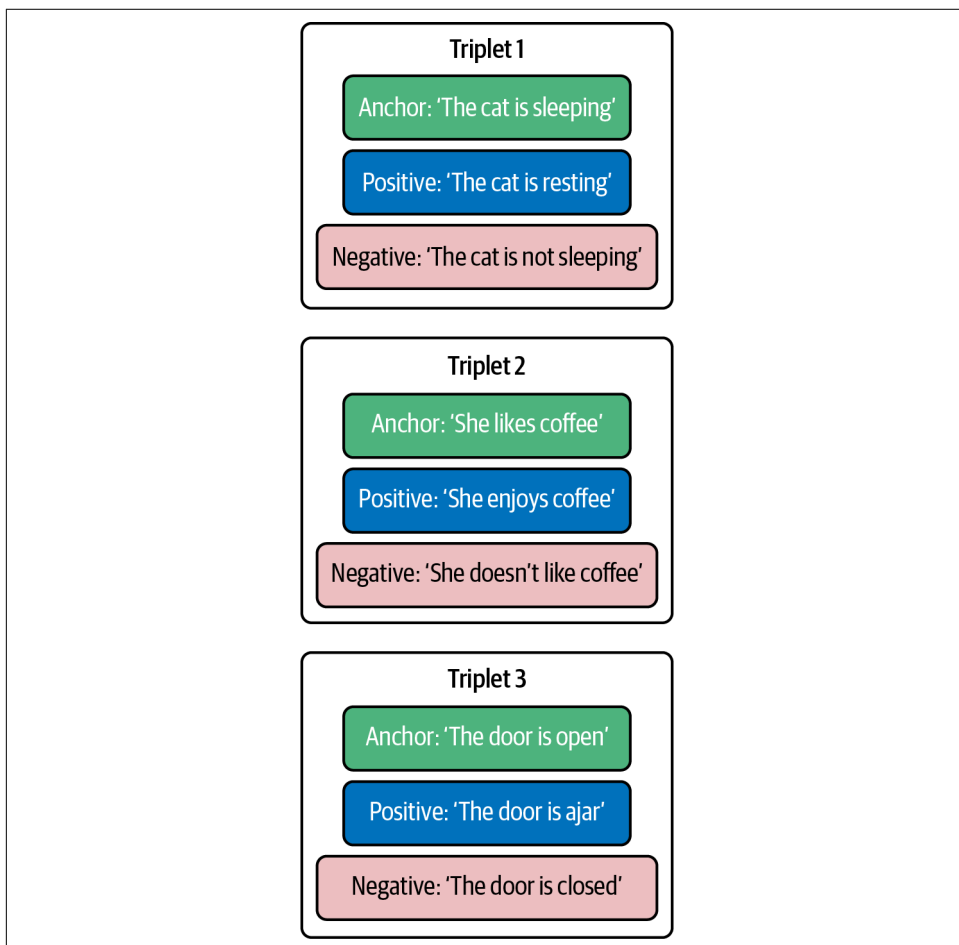 Triplet 1
Anchor: ‘The cat is sleeping’
Positive: ‘The cat is resting’
Negative: ‘The cat is not sleeping’
Triplet 2
Anchor: ‘She likes coffee’
Positive: ‘She enjoys coffee’
Negative: ‘She doesn’t like coffee’
Triplet 3
Anchor: ‘The door is open’
Positive: ‘The door is ajar’
Negative: ‘The door is closed’